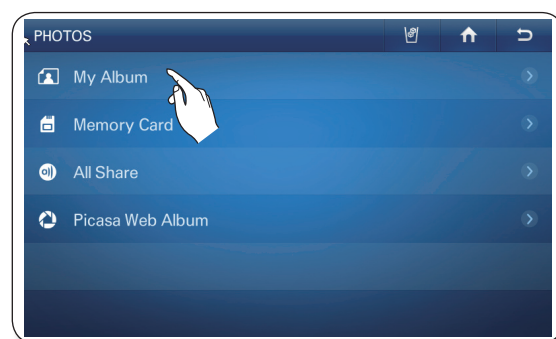 PHOTOS
My Album
Memory Card
All Share
Picasa Web Album